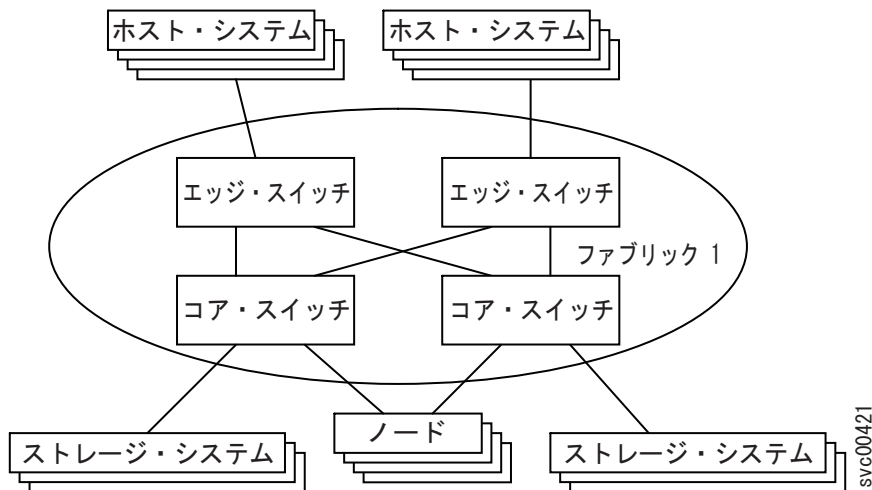 ホスト・システム
ホスト・システム
エッジ・スイッチ
エッジ・スイッチ
ファブリック 1
コア・スイッチ
コア・スイッチ
ノード
ストレージ・システム
ストレージ・システム
svc00421